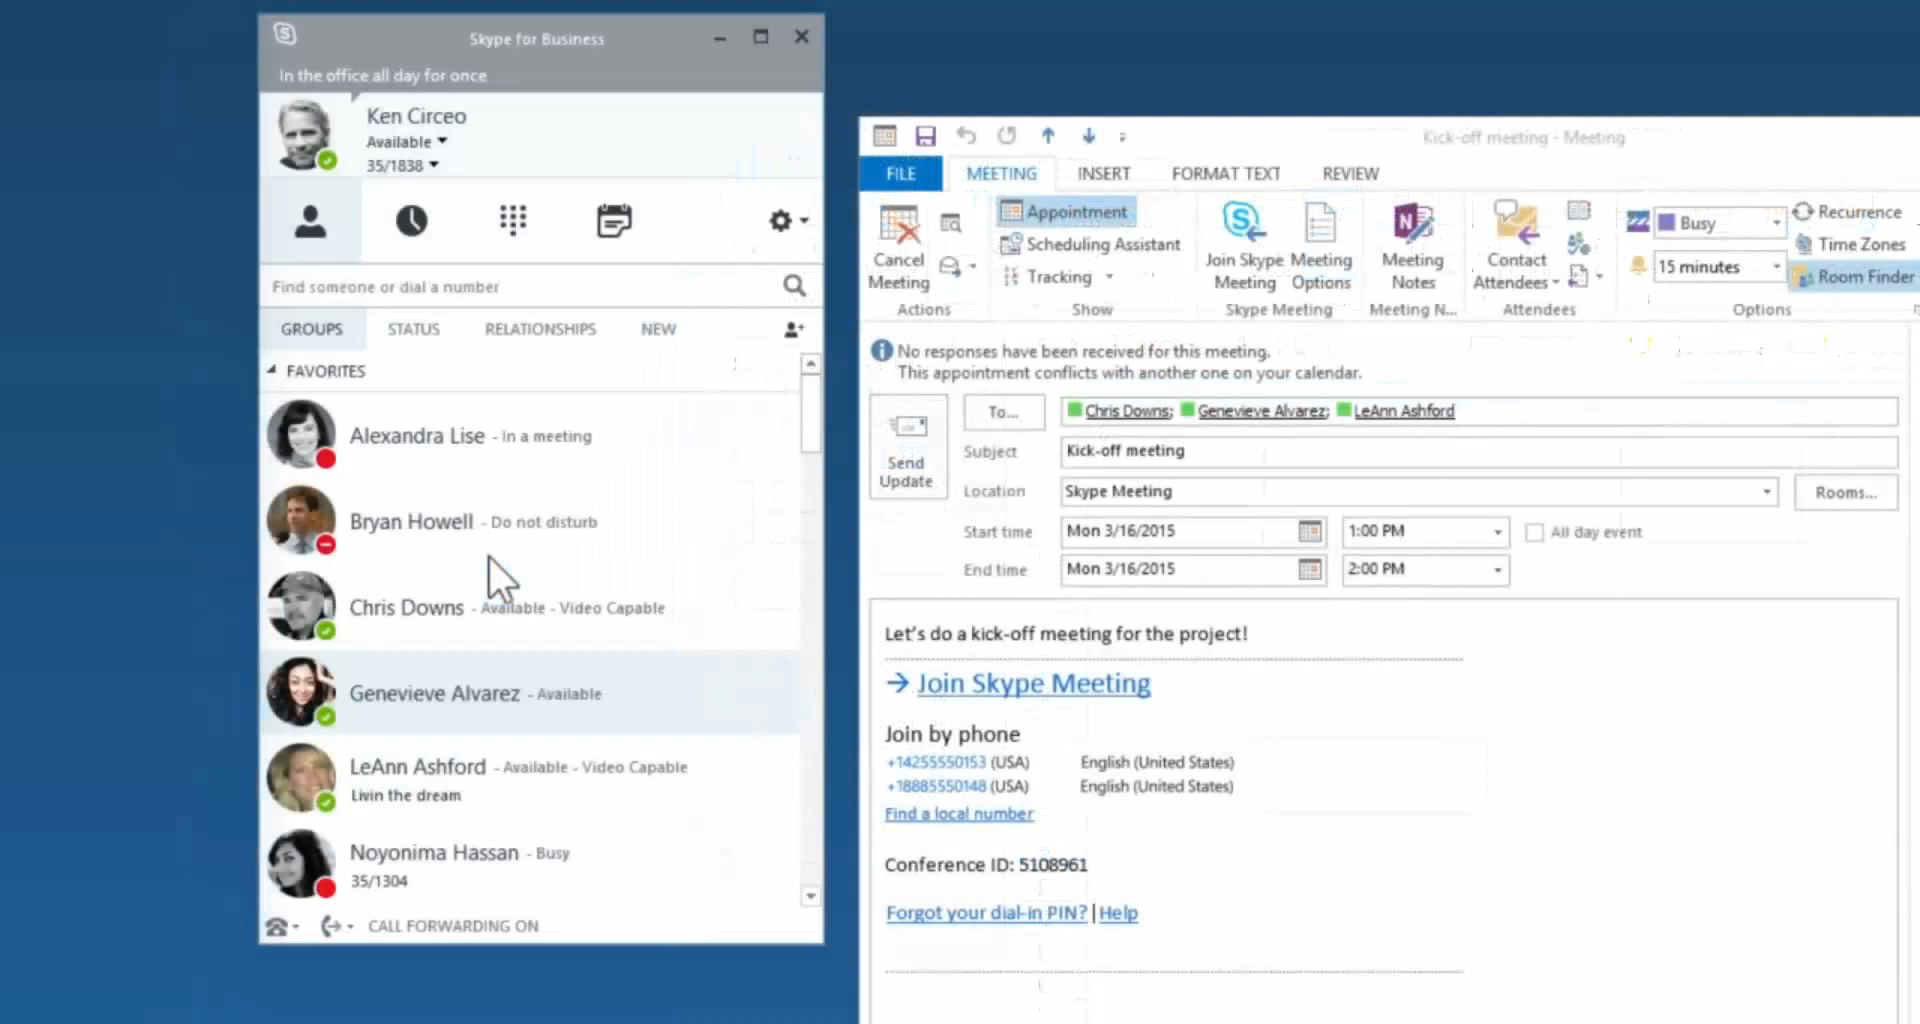 Skype for Business
In the office all day for once
Ken Circeo
Available
35/1838
Find someone or dial a number
GROUPS STATUS RELATIONSHIPS NEW
FAVORITES
Alexandra Lise - In a meeting
Bryan Howell - Do not disturb
Chris Downs - Available - Video Capable
Genevieve Alvarez - Available
LeAnn Ashford - Available - Video Capable
Livin the dream
Noyonima Hassan - Busy
35/1304
CALL FORWARDING ON
Kick-off meeting - Meeting
FILE MEETING INSERT FORMAT TEXT REVIEW
Cancel Meeting
Actions
Appointment
Scheduling Assistant
Tracking
Show
Join Skype Meeting
Meeting Options
Skype Meeting
Meeting Notes
Meeting N...
Contact Attendees
Attendees
Busy
15 minutes
Recurrence
Time Zones
Room Finder
Options
No responses have been received for this meeting.
This appointment conflicts with another one on your calendar.
Send Update
To... Chris Downs; Genevieve Alvarez; LeAnn Ashford
Subject Kick-off meeting
Location Skype Meeting Rooms...
Start time Mon 3/16/2015 1:00 PM All day event
End time Mon 3/16/2015 2:00 PM
Let's do a kick-off meeting for the project!
→ Join Skype Meeting
Join by phone
+14255550153 (USA) English (United States)
+18885550148 (USA) English (United States)
Find a local number
Conference ID: 5108961
Forgot your dial-in PIN? | Help